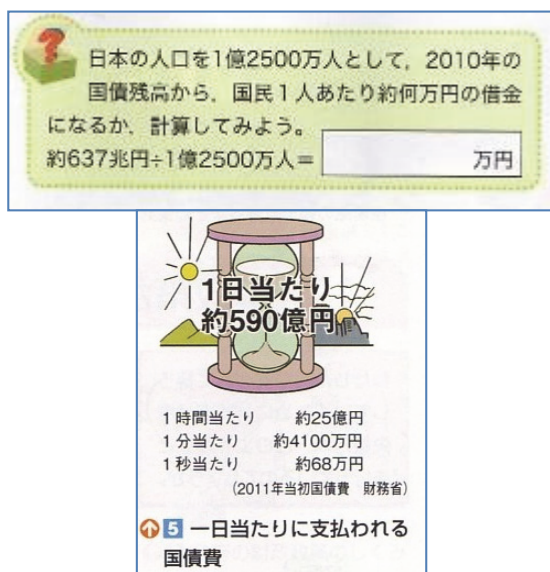 日本の人口を1億2500万人として，2010年の
国債残高から，国民1人あたり約何万円の借金
になるか，計算してみよう。
約637兆円÷1億2500万人＝ 万円
1日当たり
約590億円
1時間当たり 約25億円
1分当たり 約4100万円
1秒当たり 約68万円
（2011年当初国債費 財務省）
5 一日当たりに支払われる
国債費